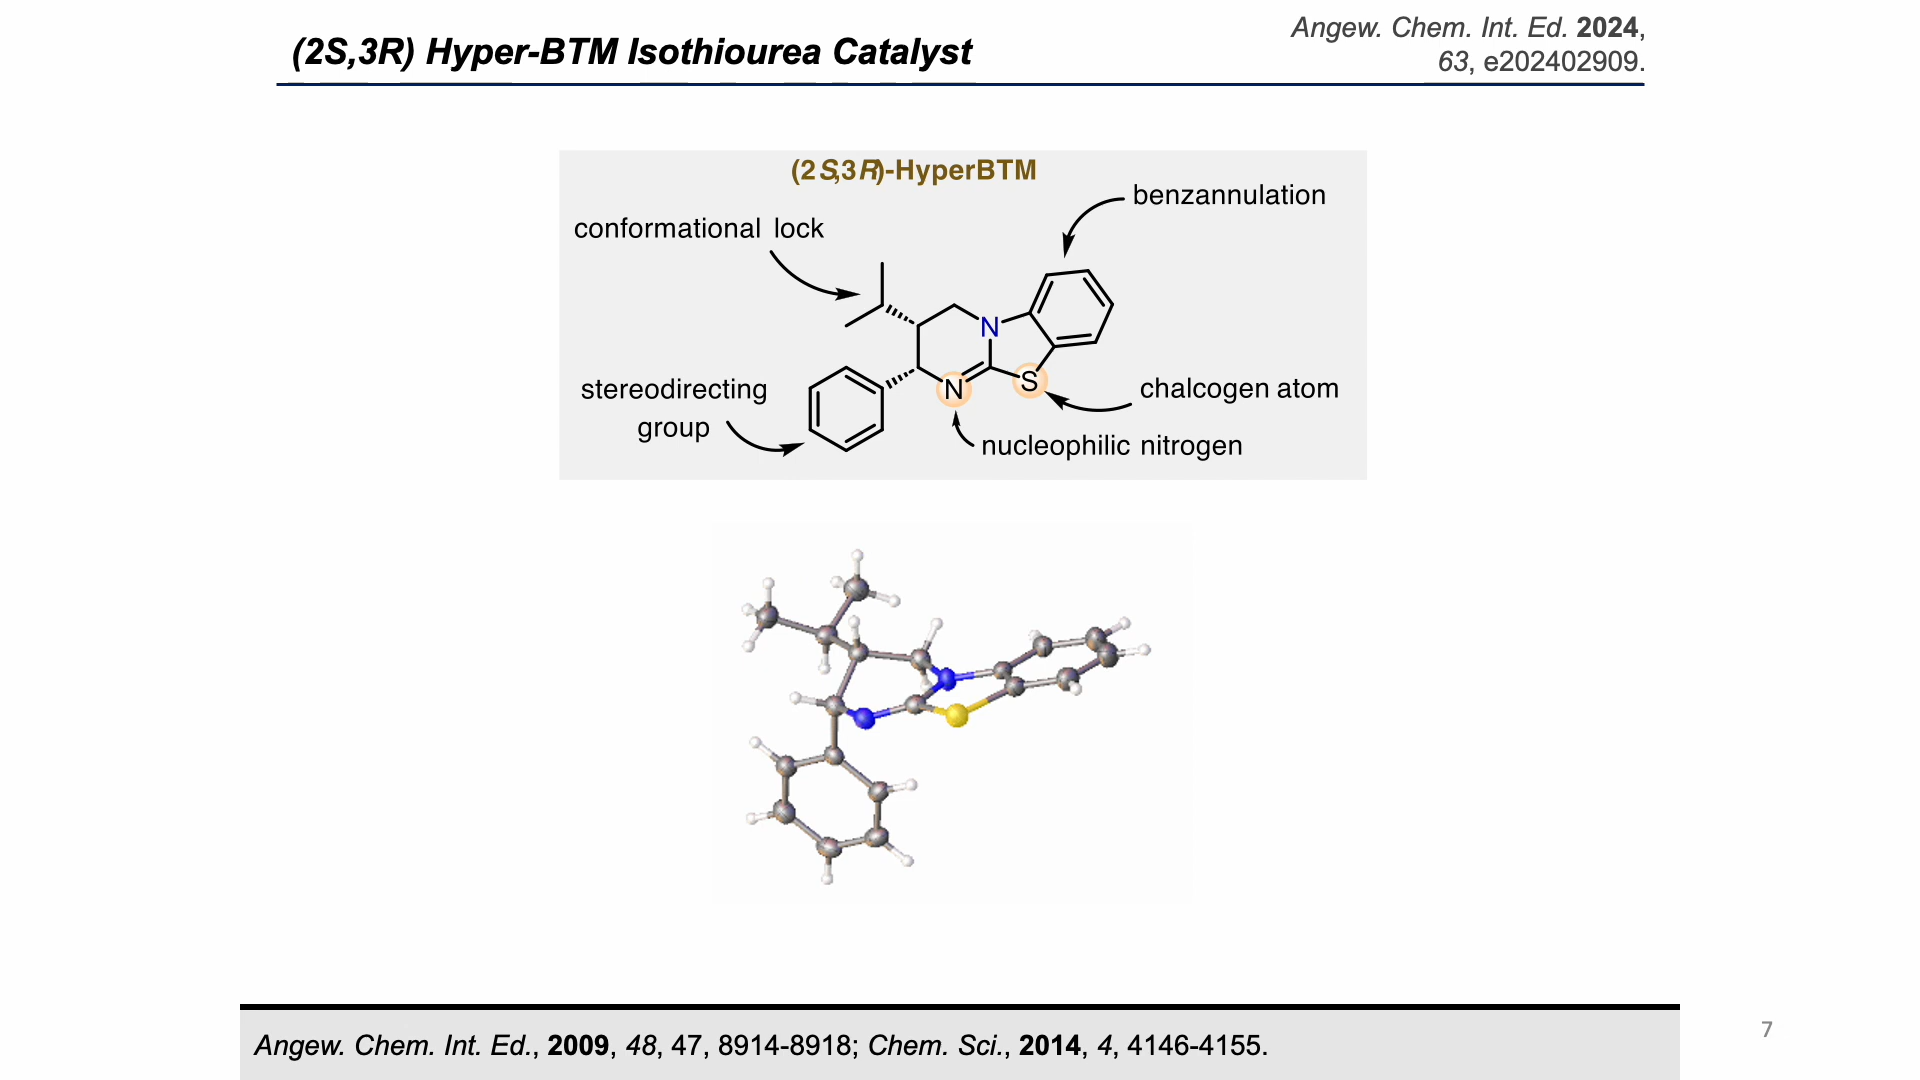 (2S,3R) Hyper-BTM Isothiourea Catalyst
Angew. Chem. Int. Ed. 2024,
63, e202402909.
(2S,3R)-HyperBTM
benzannulation
conformational lock
N
stereodirecting
group
N
S
chalcogen atom
nucleophilic nitrogen
Angew. Chem. Int. Ed., 2009, 48, 47, 8914-8918; Chem. Sci., 2014, 4, 4146-4155.
7